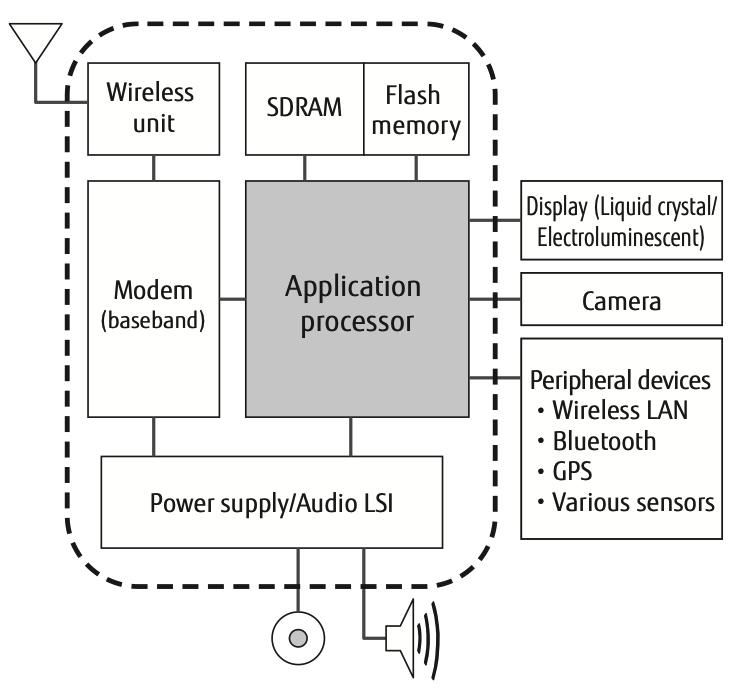 Wireless
unit
SDRAM
Flash
memory
Display (Liquid crystal/
Electroluminescent)
Modem
(baseband)
Application
processor
Camera
Peripheral devices
・Wireless LAN
・Bluetooth
・GPS
・Various sensors
Power supply/Audio LSI